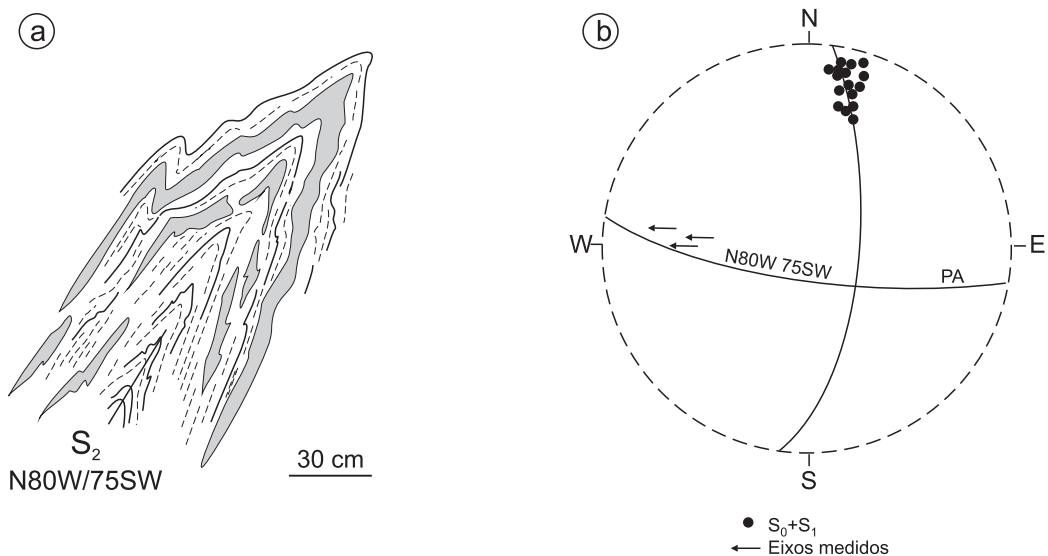 a
S₂
N80W/75SW
30 cm
b
N
W
E
S
N80W 75SW
PA
S₀+S₁
Eixos medidos